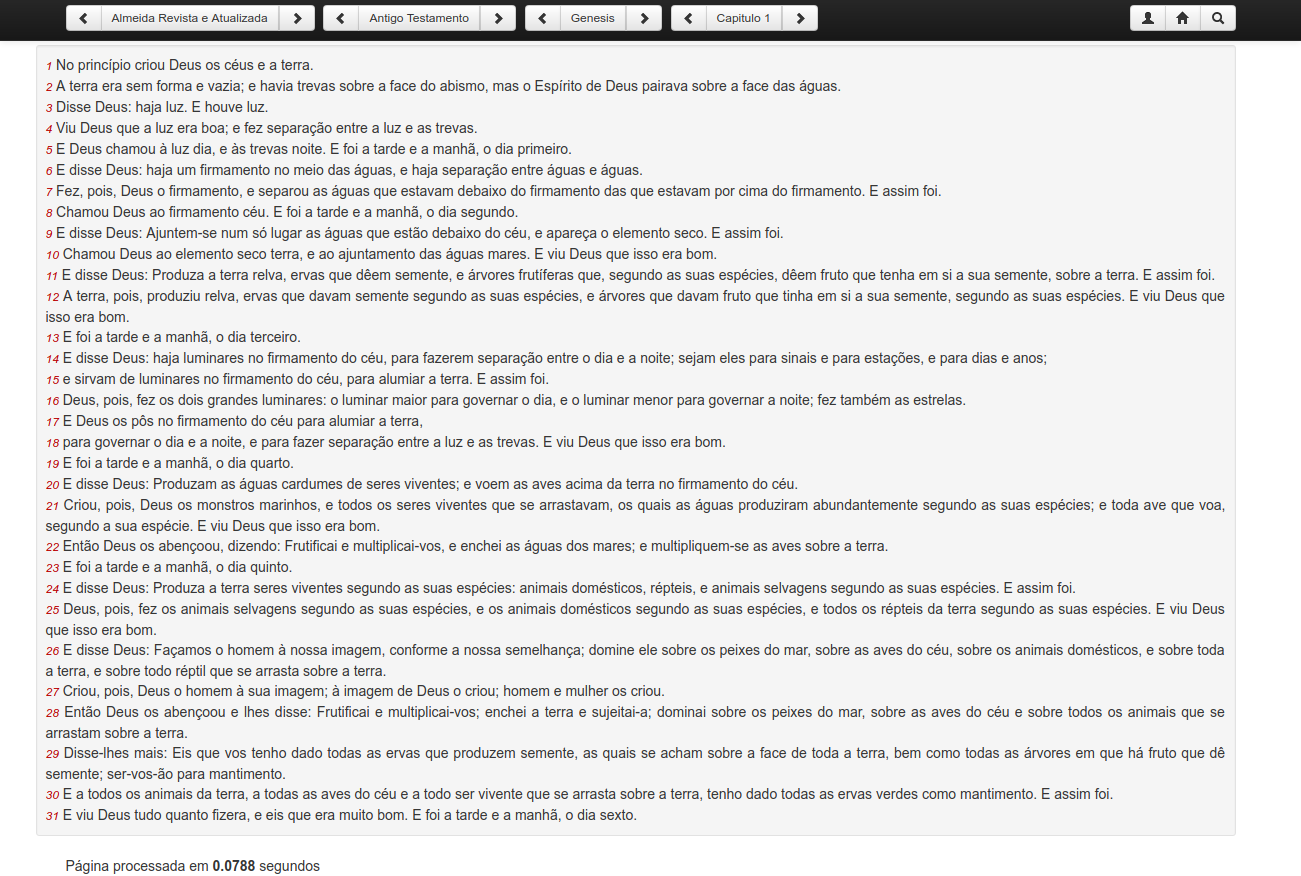 Almeida Revista e Atualizada Antigo Testamento Genesis Capitulo 1
1 No princípio criou Deus os céus e a terra.
2 A terra era sem forma e vazia; e havia trevas sobre a face do abismo, mas o Espírito de Deus pairava sobre a face das águas.
3 Disse Deus: haja luz. E houve luz.
4 Viu Deus que a luz era boa; e fez separação entre a luz e as trevas.
5 E Deus chamou à luz dia, e às trevas noite. E foi a tarde e a manhã, o dia primeiro.
6 E disse Deus: haja um firmamento no meio das águas, e haja separação entre águas e águas.
7 Fez, pois, Deus o firmamento, e separou as águas que estavam debaixo do firmamento das que estavam por cima do firmamento. E assim foi.
8 Chamou Deus ao firmamento céu. E foi a tarde e a manhã, o dia segundo.
9 E disse Deus: Ajuntem-se num só lugar as águas que estão debaixo do céu, e apareça o elemento seco. E assim foi.
10 Chamou Deus ao elemento seco terra, e ao ajuntamento das águas mares. E viu Deus que isso era bom.
11 E disse Deus: Produza a terra relva, ervas que dêem semente, e árvores frutíferas que, segundo as suas espécies, dêem fruto que tenha em si a sua semente, sobre a terra. E assim foi.
12 A terra, pois, produziu relva, ervas que davam semente segundo as suas espécies, e árvores que davam fruto que tinha em si a sua semente, segundo as suas espécies. E viu Deus que
isso era bom.
13 E foi a tarde e a manhã, o dia terceiro.
14 E disse Deus: haja luminares no firmamento do céu, para fazerem separação entre o dia e a noite; sejam eles para sinais e para estações, e para dias e anos;
15 e sirvam de luminares no firmamento do céu, para alumiar a terra. E assim foi.
16 Deus, pois, fez os dois grandes luminares: o luminar maior para governar o dia, e o luminar menor para governar a noite; fez também as estrelas.
17 E Deus os pôs no firmamento do céu para alumiar a terra,
18 para governar o dia e a noite, e para fazer separação entre a luz e as trevas. E viu Deus que isso era bom.
19 E foi a tarde e a manhã, o dia quarto.
20 E disse Deus: Produzam as águas cardumes de seres viventes; e voem as aves acima da terra no firmamento do céu.
21 Criou, pois, Deus os monstros marinhos, e todos os seres viventes que se arrastavam, os quais as águas produziram abundantemente segundo as suas espécies; e toda ave que voa,
segundo a sua espécie. E viu Deus que isso era bom.
22 Então Deus os abençoou, dizendo: Frutificai e multiplicai-vos, e enchei as águas dos mares; e multipliquem-se as aves sobre a terra.
23 E foi a tarde e a manhã, o dia quinto.
24 E disse Deus: Produza a terra seres viventes segundo as suas espécies: animais domésticos, répteis, e animais selvagens segundo as suas espécies. E assim foi.
25 Deus, pois, fez os animais selvagens segundo as suas espécies, e os animais domésticos segundo as suas espécies, e todos os répteis da terra segundo as suas espécies. E viu Deus
que isso era bom.
26 E disse Deus: Façamos o homem à nossa imagem, conforme a nossa semelhança; domine ele sobre os peixes do mar, sobre as aves do céu, sobre os animais domésticos, e sobre toda
a terra, e sobre todo réptil que se arrasta sobre a terra.
27 Criou, pois, Deus o homem à sua imagem; à imagem de Deus o criou; homem e mulher os criou.
28 Então Deus os abençoou e lhes disse: Frutificai e multiplicai-vos; enchei a terra e sujeitai-a; dominai sobre os peixes do mar, sobre as aves do céu e sobre todos os animais que se
arrastam sobre a terra.
29 Disse-lhes mais: Eis que vos tenho dado todas as ervas que produzem semente, as quais se acham sobre a face de toda a terra, bem como todas as árvores em que há fruto que dê
semente; ser-vos-ão para mantimento.
30 E a todos os animais da terra, a todas as aves do céu e a todo ser vivente que se arrasta sobre a terra, tenho dado todas as ervas verdes como mantimento. E assim foi.
31 E viu Deus tudo quanto fizera, e eis que era muito bom. E foi a tarde e a manhã, o dia sexto.
Página processada em 0.0788 segundos